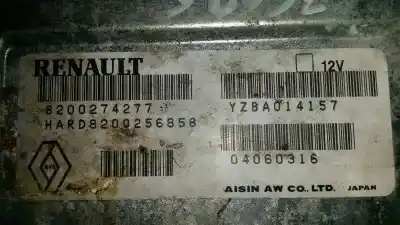 RENAULT
12V
8200274277
YZBA014157
HARD8200256858
04060316
AISIN AW CO., LTD. JAPAN